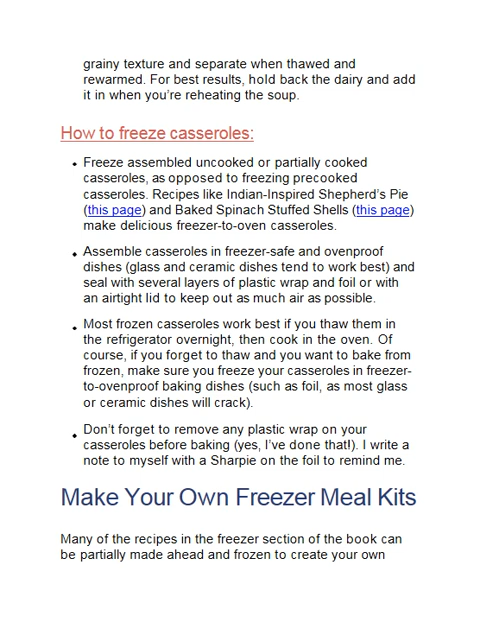 grainy texture and separate when thawed and
rewarmed. For best results, hold back the dairy and add
it in when you’re reheating the soup.
How to freeze casseroles:
• Freeze assembled uncooked or partially cooked
casseroles, as opposed to freezing precooked
casseroles. Recipes like Indian-Inspired Shepherd’s Pie
(this page) and Baked Spinach Stuffed Shells (this page)
make delicious freezer-to-oven casseroles.
• Assemble casseroles in freezer-safe and ovenproof
dishes (glass and ceramic dishes tend to work best) and
seal with several layers of plastic wrap and foil or with
an airtight lid to keep out as much air as possible.
• Most frozen casseroles work best if you thaw them in
the refrigerator overnight, then cook in the oven. Of
course, if you forget to thaw and you want to bake from
frozen, make sure you freeze your casseroles in freezer-
to-ovenproof baking dishes (such as foil, as most glass
or ceramic dishes will crack).
• Don’t forget to remove any plastic wrap on your
casseroles before baking (yes, I’ve done that!). I write a
note to myself with a Sharpie on the foil to remind me.
Make Your Own Freezer Meal Kits
Many of the recipes in the freezer section of the book can
be partially made ahead and frozen to create your own